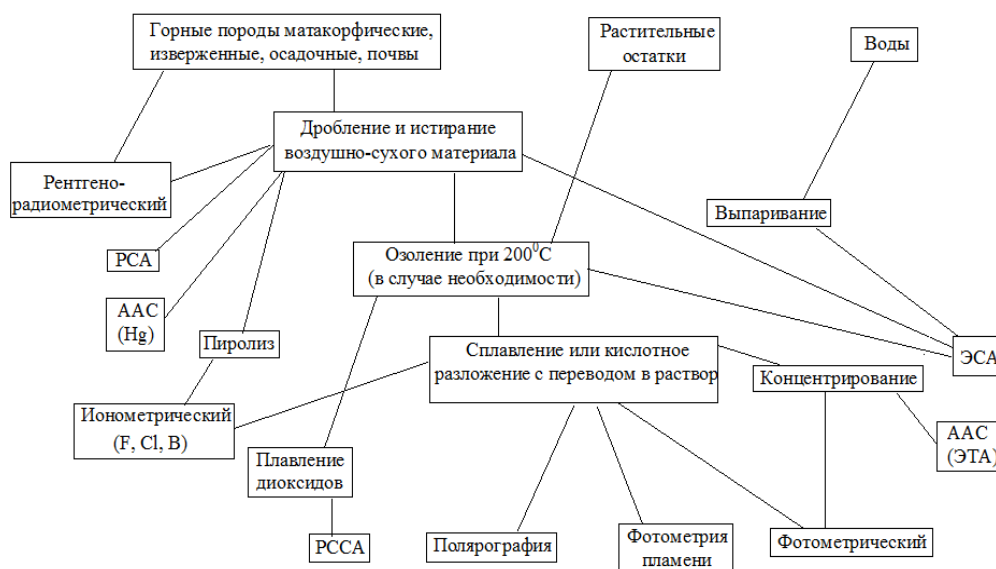 Горные породы матакорфические,
изверженные, осадочные, почвы
Растительные
остатки
Воды
Дробление и истирание
воздушно-сухого материала
Рентгено-
радиометрический
Выпаривание
РСА
Озоление при 200⁰С
(в случае необходимости)
ААС
(Hg)
Пиролиз
Сплавление или кислотное
разложение с переводом в раствор
ЭСА
Концентрирование
Ионометрический
(F, Cl, B)
ААС
(ЭТА)
Плавление
диоксидов
РССА
Полярография
Фотометрия
пламени
Фотометрический